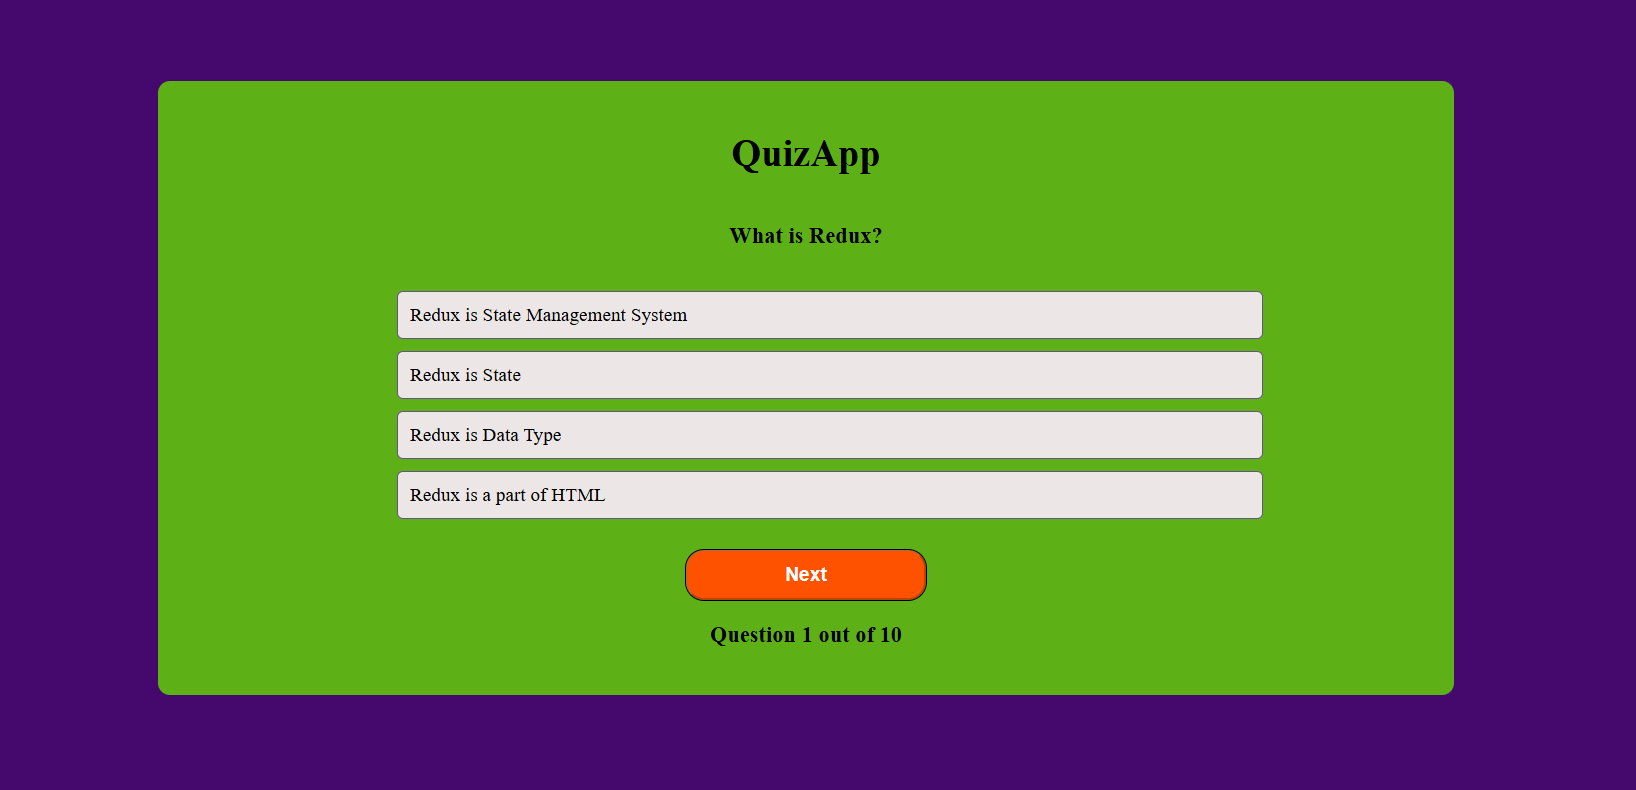 QuizApp
What is Redux?
Redux is State Management System
Redux is State
Redux is Data Type
Redux is a part of HTML
Next
Question 1 out of 10